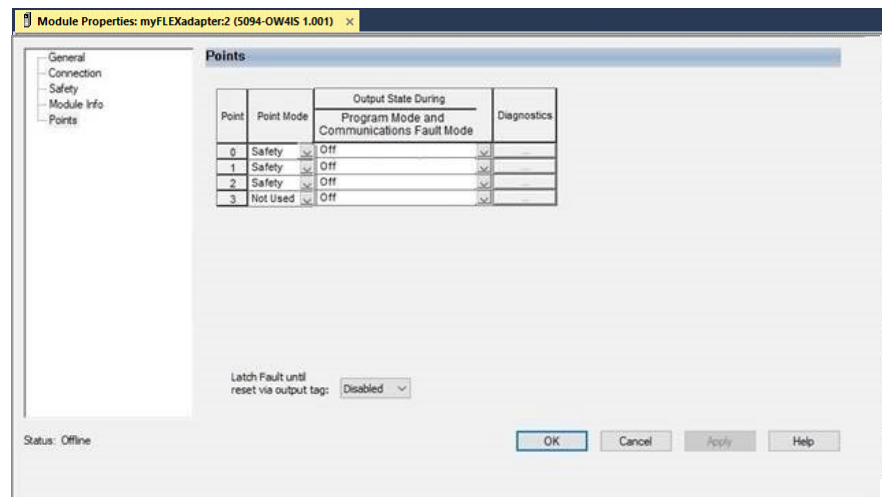 Module Properties: myFLEXadapter:2 (5094-OW4IS 1.001) ×
General
Connection
Safety
Module Info
Points
Points
Point
Point Mode
Output State During
Program Mode and
Communications Fault Mode
Diagnostics
0 Safety Off ...
1 Safety Off ...
2 Safety Off ...
3 Not Used Off ...
Latch Fault until
reset via output tag: Disabled
Status: Offline
OK Cancel Apply Help